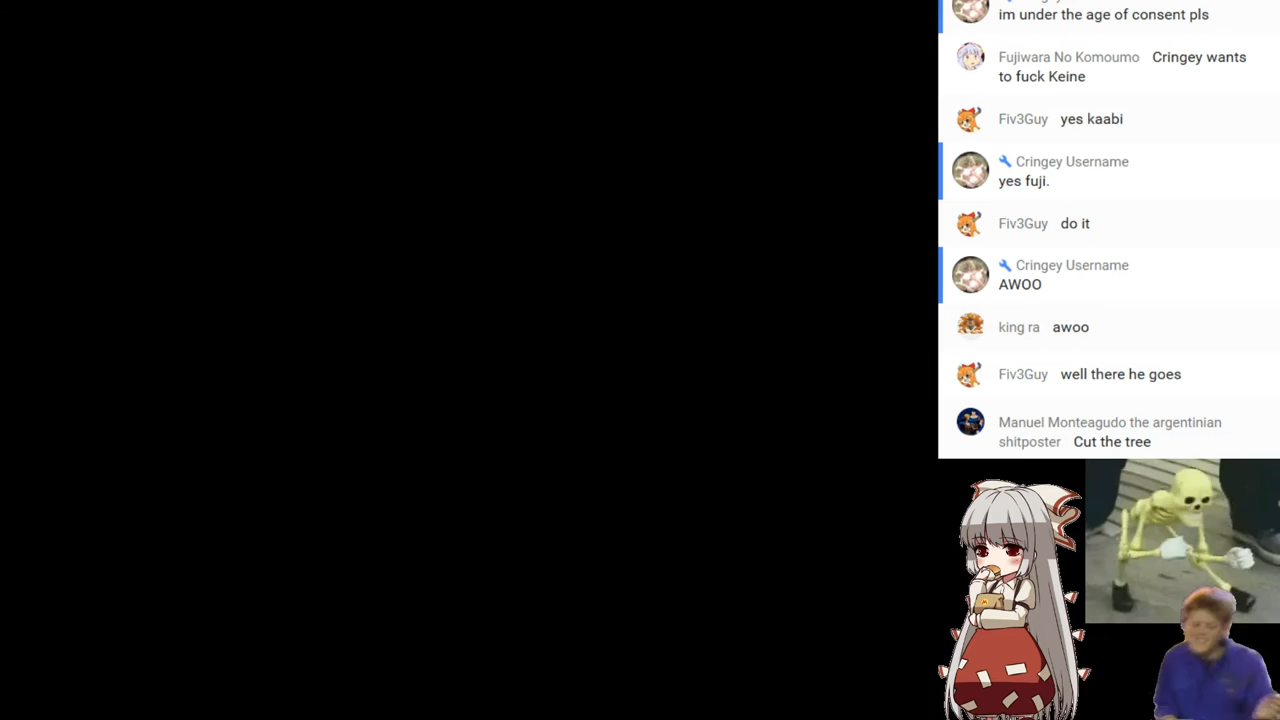 im under the age of consent pls
Fujiwara No Komoumo Cringey wants
to fuck Keine
Fiv3Guy yes kaabi
Cringey Username
yes fuji.
Fiv3Guy do it
Cringey Username
AWOO
king ra awoo
Fiv3Guy well there he goes
Manuel Monteagudo the argentinian
shitposter Cut the tree